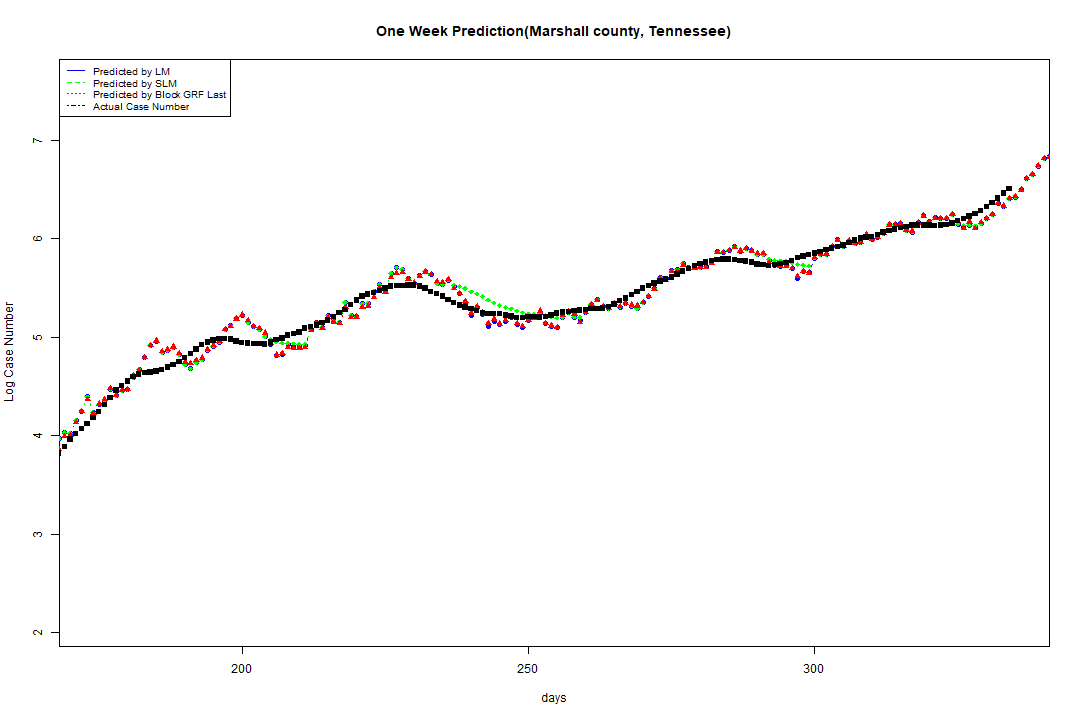 One Week Prediction(Marshall county, Tennessee)
Predicted by LM
Predicted by SLM
Predicted by Block GRF Last
Actual Case Number
7
6
5
4
3
2
Log Case Number
200 250 300
days